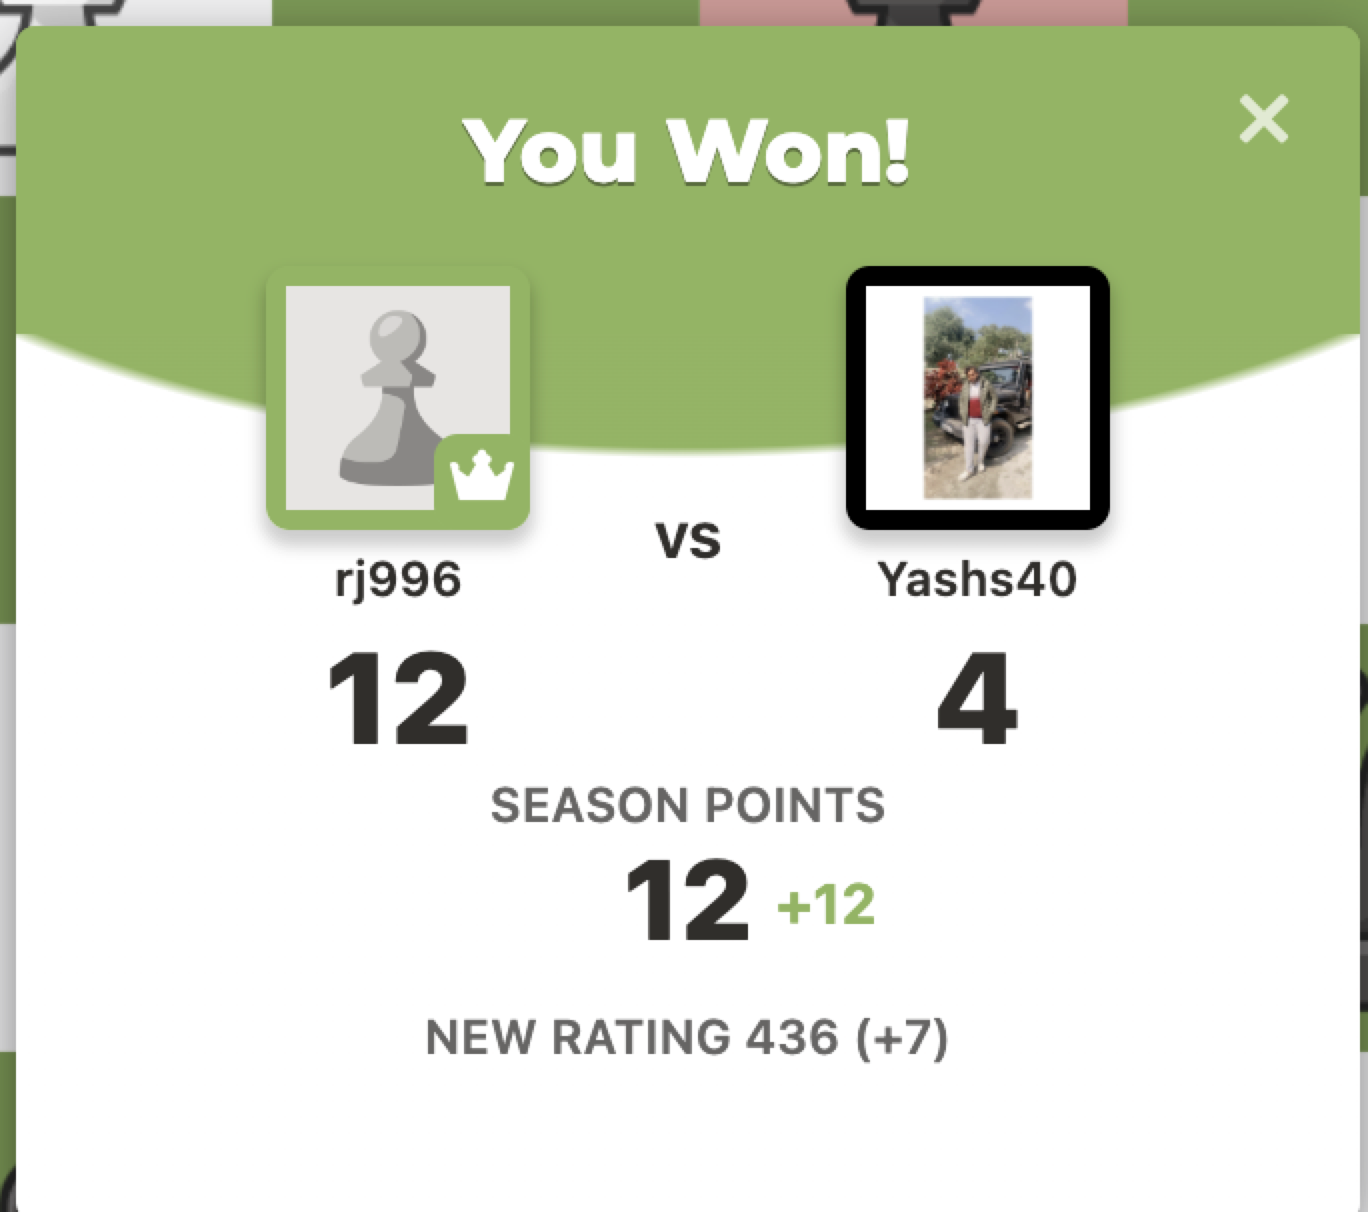 You Won!
vs
rj996
Yashs40
12
4
SEASON POINTS
12 +12
NEW RATING 436 (+7)